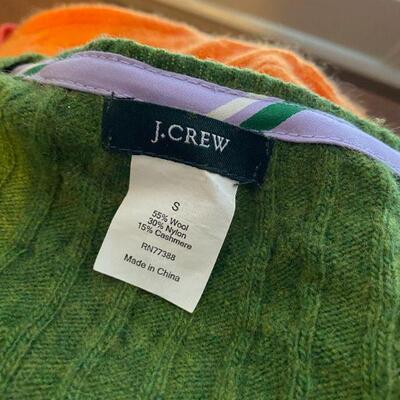 J.CREW
S
55% Wool
30% Nylon
15% Cashmere
RN77388
Made in China